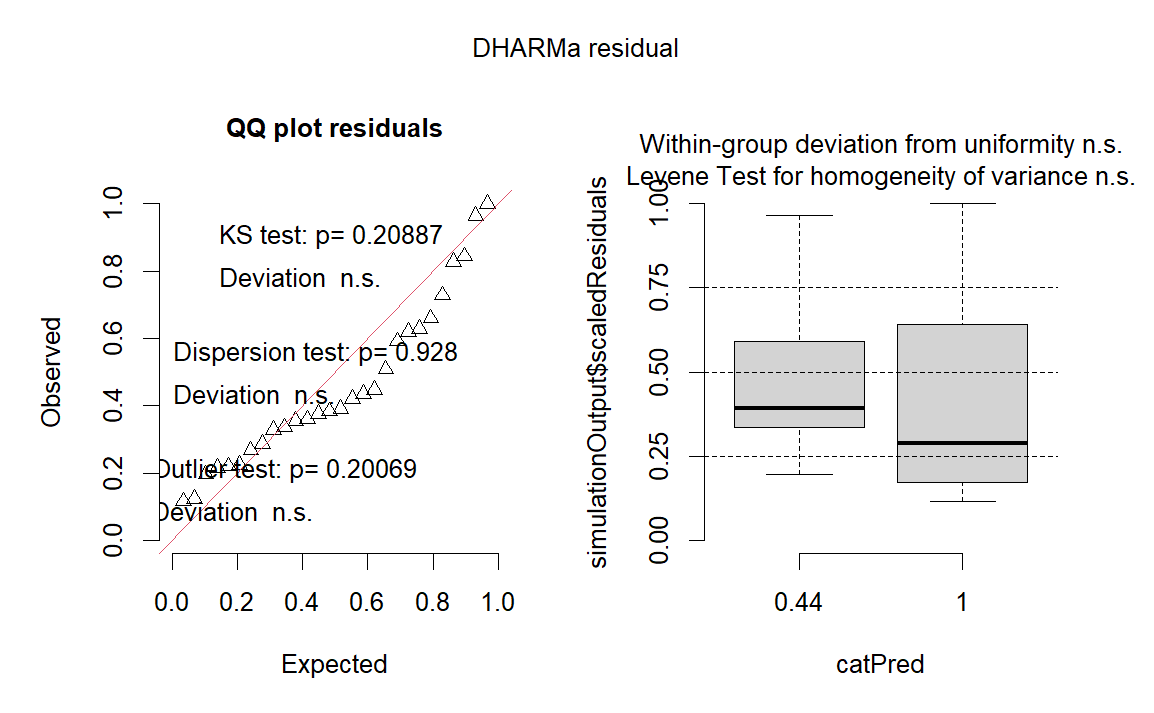 DHARMa residual
QQ plot residuals
KS test: p= 0.20887
Deviation  n.s.
Dispersion test: p= 0.928
Deviation  n.s.
Outlier test: p= 0.20069
Deviation  n.s.
Observed
0.0
0.2
0.4
0.6
0.8
1.0
0.0 0.2 0.4 0.6 0.8 1.0
Expected
Within-group deviation from uniformity n.s.
Levene Test for homogeneity of variance n.s.
simulationOutput$scaledResiduals
0.00
0.25
0.50
0.75
1.00
0.44 1
catPred